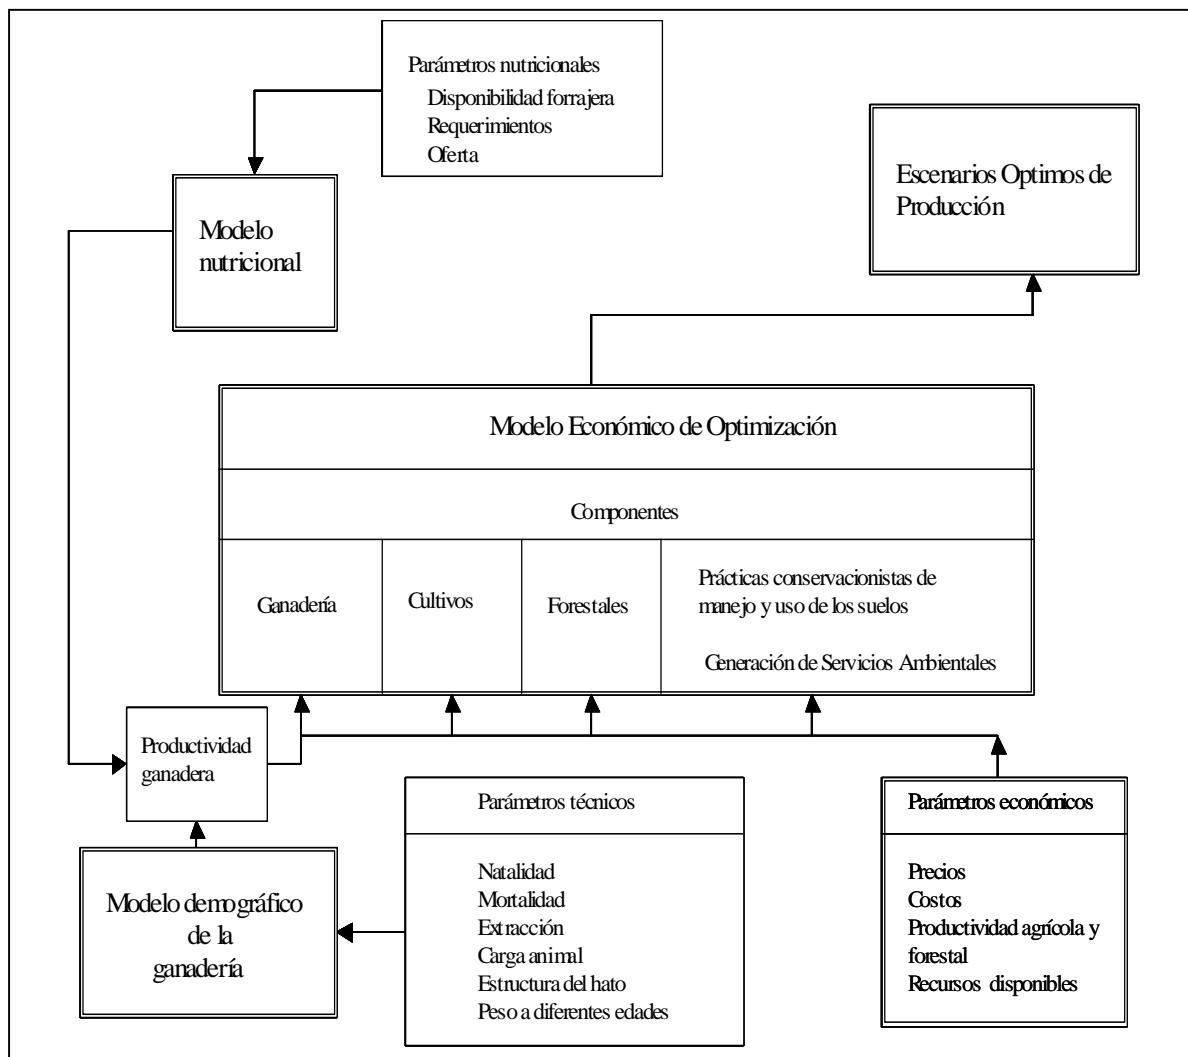 Parámetros nutricionales
Disponibilidad forrajera
Requerimientos
Oferta
Escenarios Optimos de
Producción
Modelo
nutricional
Modelo Económico de Optimización
Componentes
Ganadería
Cultivos
Forestales
Prácticas conservacionistas de
manejo y uso de los suelos
Generación de Servicios Ambientales
Productividad
ganadera
Parámetros técnicos
Natalidad
Mortalidad
Extracción
Carga animal
Estructura del hato
Peso a diferentes edades
Parámetros económicos
Precios
Costos
Productividad agrícola y
forestal
Recursos disponibles
Modelo demográfico
de la
ganadería